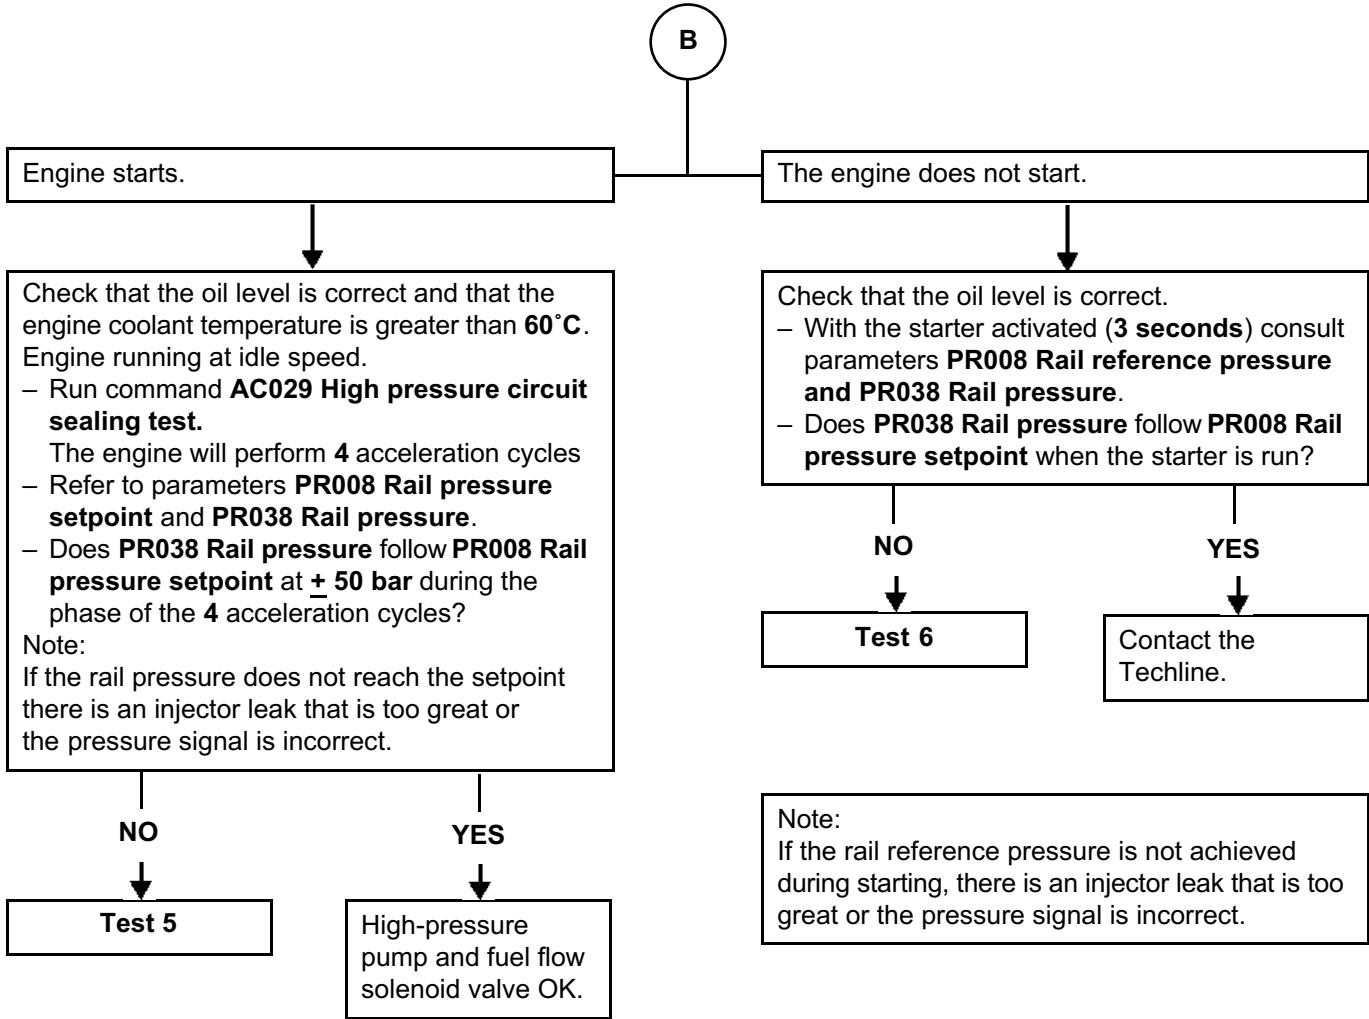 B
Engine starts.
Check that the oil level is correct and that the
engine coolant temperature is greater than 60˚C.
Engine running at idle speed.
– Run command AC029 High pressure circuit
sealing test.
The engine will perform 4 acceleration cycles
– Refer to parameters PR008 Rail pressure
setpoint and PR038 Rail pressure.
– Does PR038 Rail pressure follow PR008 Rail
pressure setpoint at ± 50 bar during the
phase of the 4 acceleration cycles?
Note:
If the rail pressure does not reach the setpoint
there is an injector leak that is too great or
the pressure signal is incorrect.
NO
YES
Test 5
High-pressure
pump and fuel flow
solenoid valve OK.
The engine does not start.
Check that the oil level is correct.
– With the starter activated (3 seconds) consult
parameters PR008 Rail reference pressure
and PR038 Rail pressure.
– Does PR038 Rail pressure follow PR008 Rail
pressure setpoint when the starter is run?
NO
YES
Test 6
Contact the
Techline.
Note:
If the rail reference pressure is not achieved
during starting, there is an injector leak that is too
great or the pressure signal is incorrect.